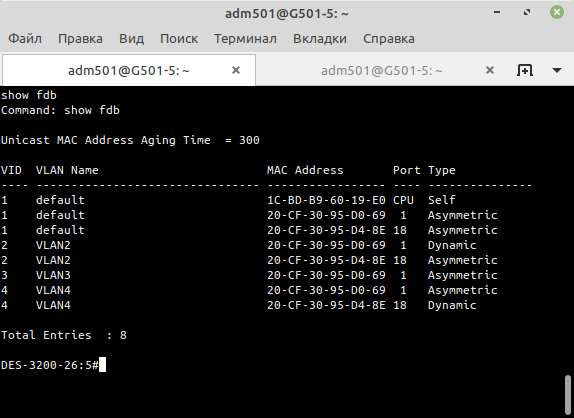 adm501@G501-5: ~
Файл Правка Вид Поиск Терминал Вкладки Справка
adm501@G501-5: ~ adm501@G501-5: ~
show fdb
Command: show fdb
Unicast MAC Address Aging Time  = 300
VID  VLAN Name                        MAC Address       Port Type
---- -------------------------------- ----------------- ---- ---------------
1    default                          1C-BD-B9-60-19-E0 CPU  Self
1    default                          20-CF-30-95-D0-69  1   Asymmetric
1    default                          20-CF-30-95-D4-8E 18   Asymmetric
2    VLAN2                            20-CF-30-95-D0-69  1   Dynamic
2    VLAN2                            20-CF-30-95-D4-8E 18   Asymmetric
3    VLAN3                            20-CF-30-95-D0-69  1   Asymmetric
4    VLAN4                            20-CF-30-95-D0-69  1   Asymmetric
4    VLAN4                            20-CF-30-95-D4-8E 18   Dynamic
Total Entries  : 8
DES-3200-26:5#